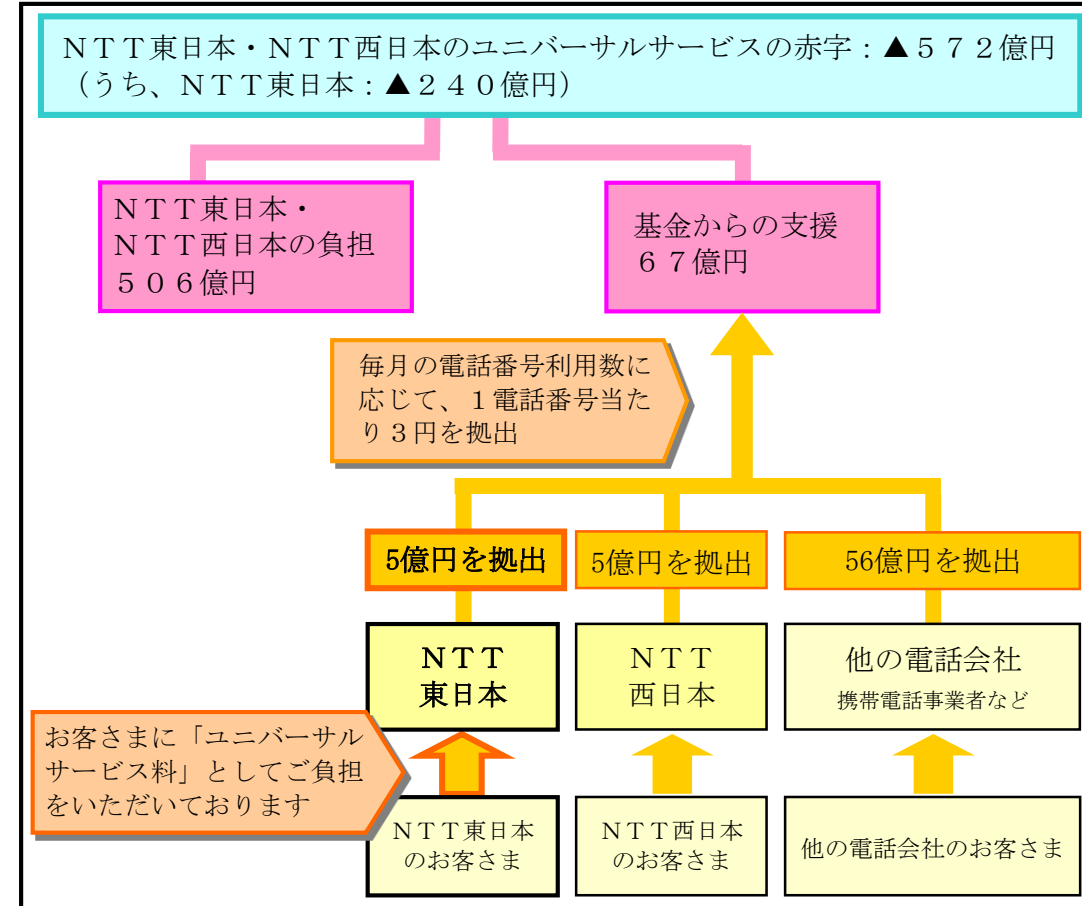 ＮＴＴ東日本・ＮＴＴ西日本のユニバーサルサービスの赤字：▲５７２億円
（うち、ＮＴＴ東日本：▲２４０億円）
ＮＴＴ東日本・
ＮＴＴ西日本の負担
５０６億円
基金からの支援
６７億円
毎月の電話番号利用数に
応じて、１電話番号当た
り３円を拠出
5億円を拠出
5億円を拠出
56億円を拠出
ＮＴＴ
東日本
ＮＴＴ
西日本
他の電話会社
携帯電話事業者など
お客さまに「ユニバーサル
サービス料」としてご負担
をいただいております
ＮＴＴ東日本
のお客さま
ＮＴＴ西日本
のお客さま
他の電話会社のお客さま